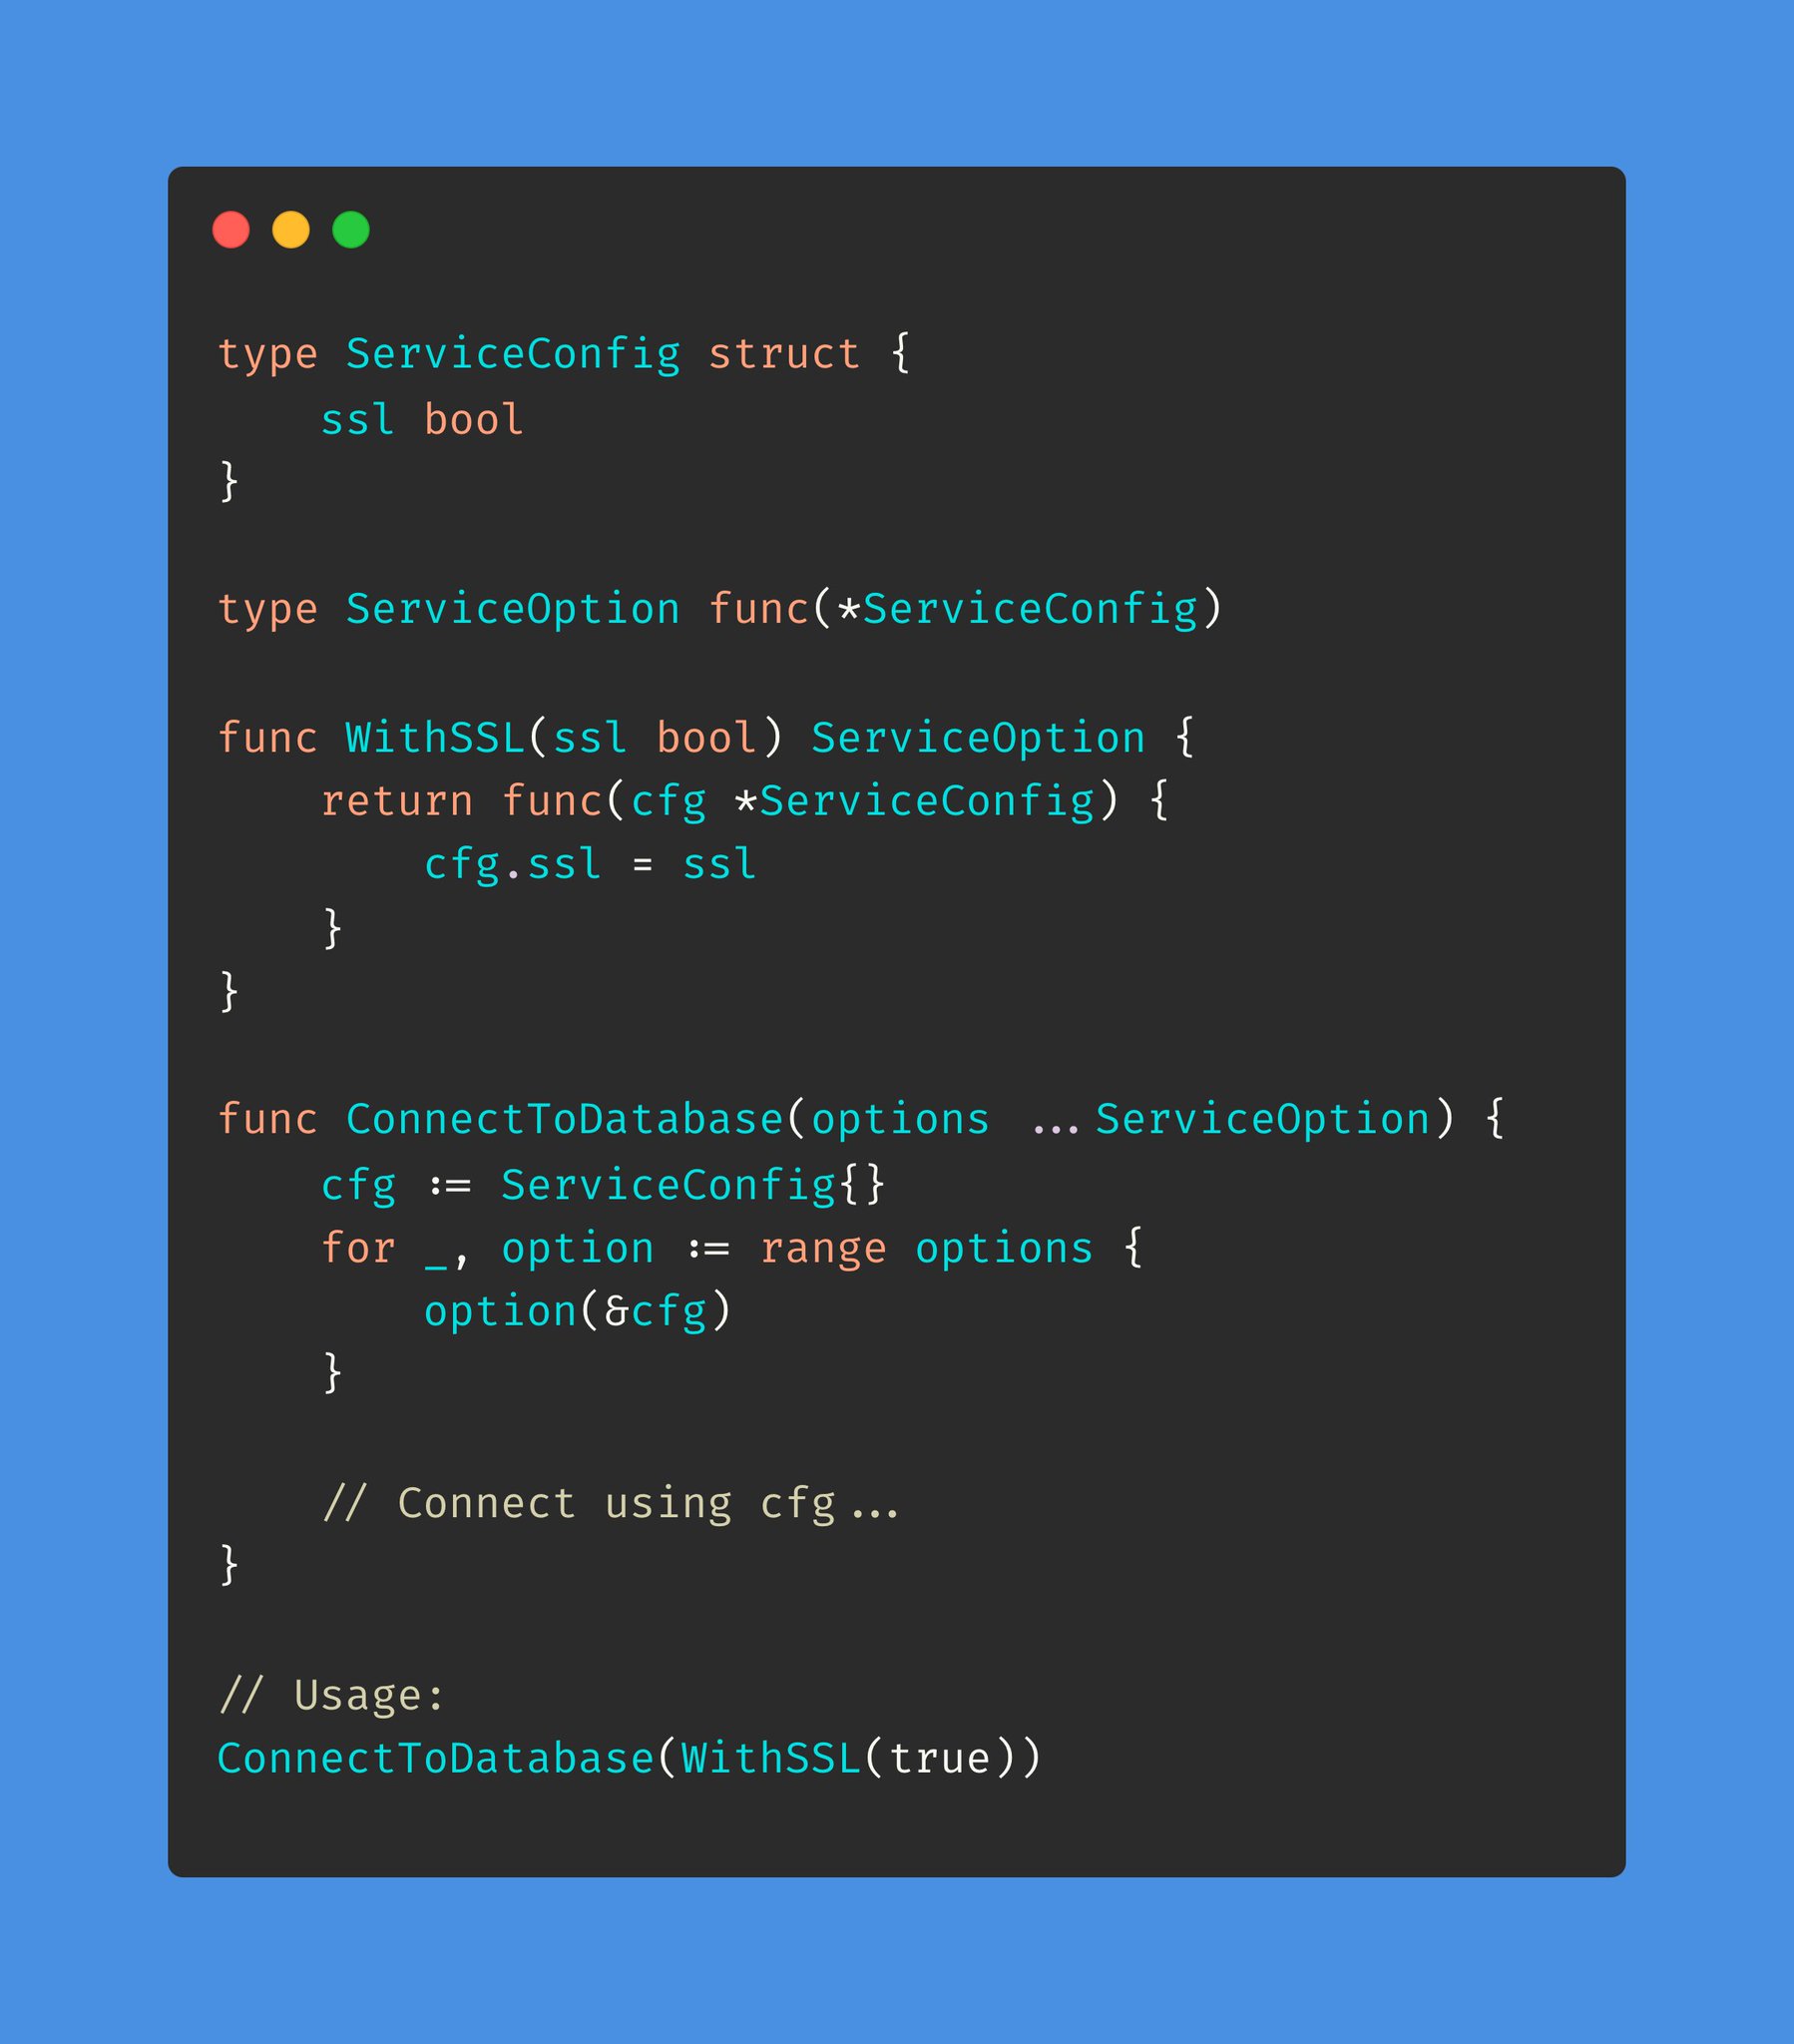 type ServiceConfig struct {
    ssl bool
}

type ServiceOption func(*ServiceConfig)

func WithSSL(ssl bool) ServiceOption {
    return func(cfg *ServiceConfig) {
        cfg.ssl = ssl
    }
}

func ConnectToDatabase(options ...ServiceOption) {
    cfg := ServiceConfig{}
    for _, option := range options {
        option(&cfg)
    }

    // Connect using cfg...
}

// Usage:
ConnectToDatabase(WithSSL(true))